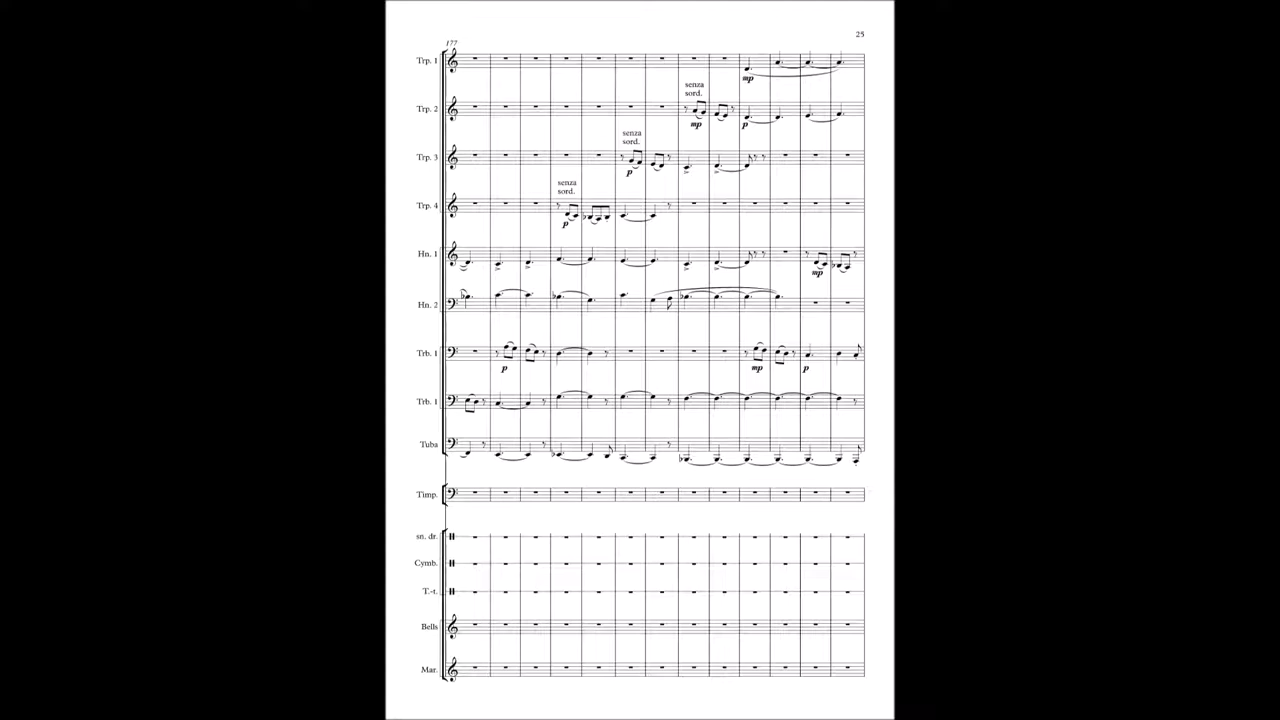 25
177
Trp. 1
mp
senza
sord.
Trp. 2
mp
p
senza
sord.
Trp. 3
p
senza
sord.
Trp. 4
p
Hn. 1
mp
Hn. 2
Trb. 1
p
mp
p
Trb. 1
Tuba
Timp.
sn. dr.
Cymb.
T.-t.
Bells
Mar.